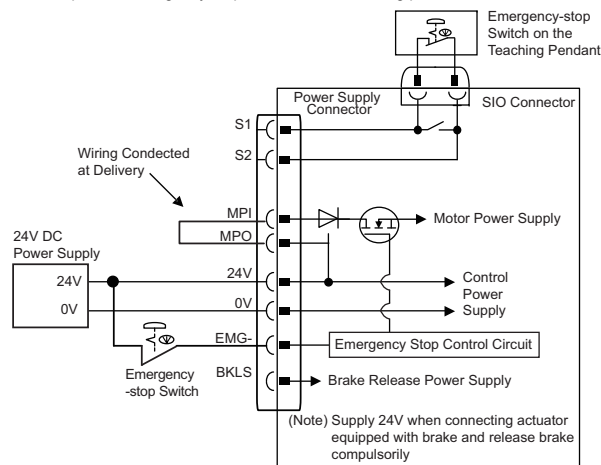 Emergency-stop
Switch on the
Teaching Pendant
Power Supply
Connector
SIO Connector
S1
S2
Wiring Condected
at Delivery
MPI
MPO
Motor Power Supply
24V DC
Power Supply
24V
0V
24V
0V
Control
Power
Supply
EMG-
Emergency Stop Control Circuit
Emergency
-stop Switch
BKLS
Brake Release Power Supply
(Note) Supply 24V when connecting actuator
equipped with brake and release brake
compulsorily